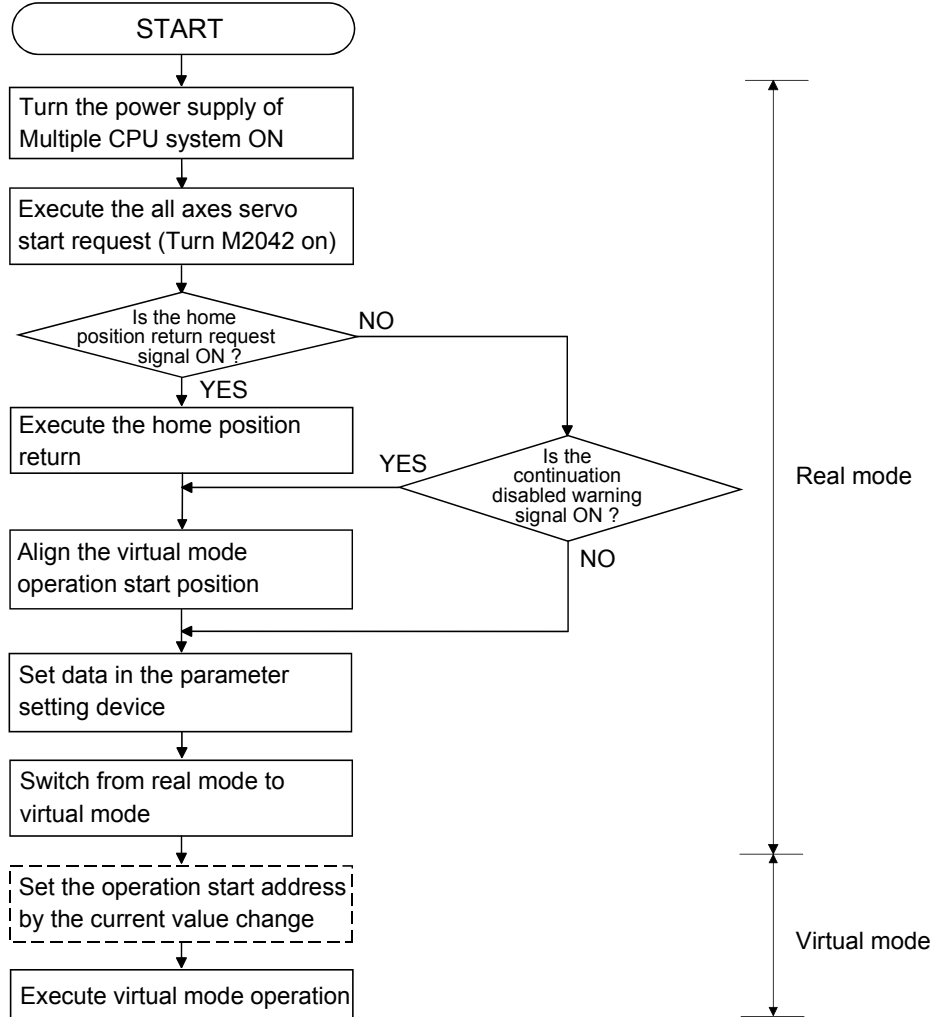 START
Turn the power supply of
Multiple CPU system ON
Execute the all axes servo
start request (Turn M2042 on)
Is the home
position return request
signal ON ?
NO
YES
Execute the home position
return
YES
Is the
continuation
disabled warning
signal ON ?
Real mode
NO
Align the virtual mode
operation start position
Set data in the parameter
setting device
Switch from real mode to
virtual mode
Set the operation start address
by the current value change
Virtual mode
Execute virtual mode operation